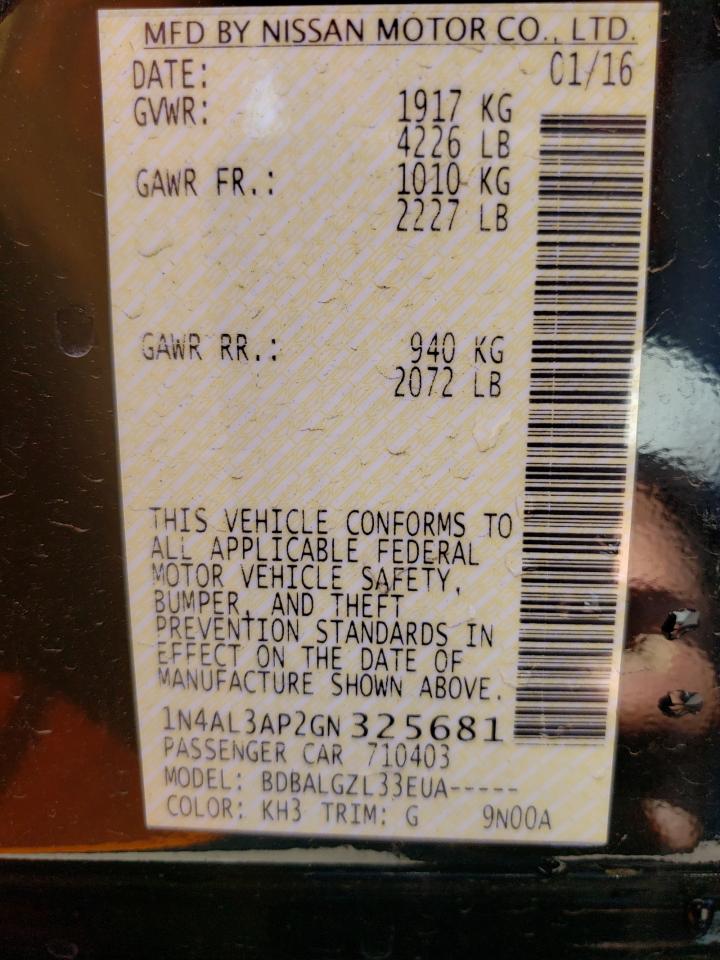 MFD BY NISSAN MOTOR CO., LTD.
DATE: 01/16
GVWR: 1917 KG
4226 LB
GAWR FR.: 1010 KG
2227 LB
GAWR RR.: 940 KG
2072 LB
THIS VEHICLE CONFORMS TO
ALL APPLICABLE FEDERAL
MOTOR VEHICLE SAFETY,
BUMPER, AND THEFT
PREVENTION STANDARDS IN
EFFECT ON THE DATE OF
MANUFACTURE SHOWN ABOVE.
1N4AL3AP2GN 325681
PASSENGER CAR 710403
MODEL: BDBALGZL33EUA-----
COLOR: KH3 TRIM: G 9N00A